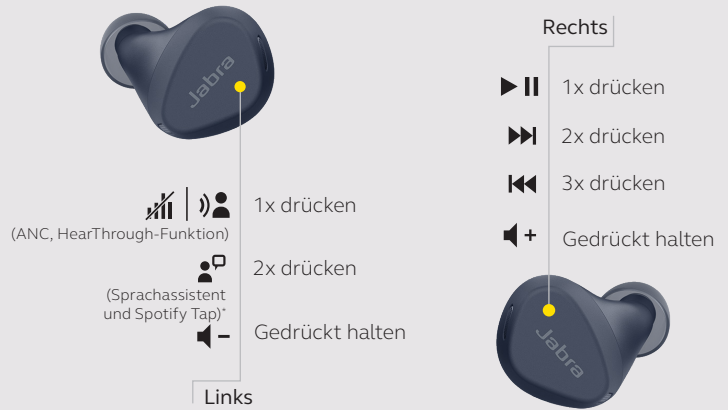 Jabra
1x drücken
(ANC, HearThrough-Funktion)
2x drücken
(Sprachassistent
und Spotify Tap)*
Gedrückt halten
Links
Rechts
1x drücken
2x drücken
3x drücken
Gedrückt halten
Jabra